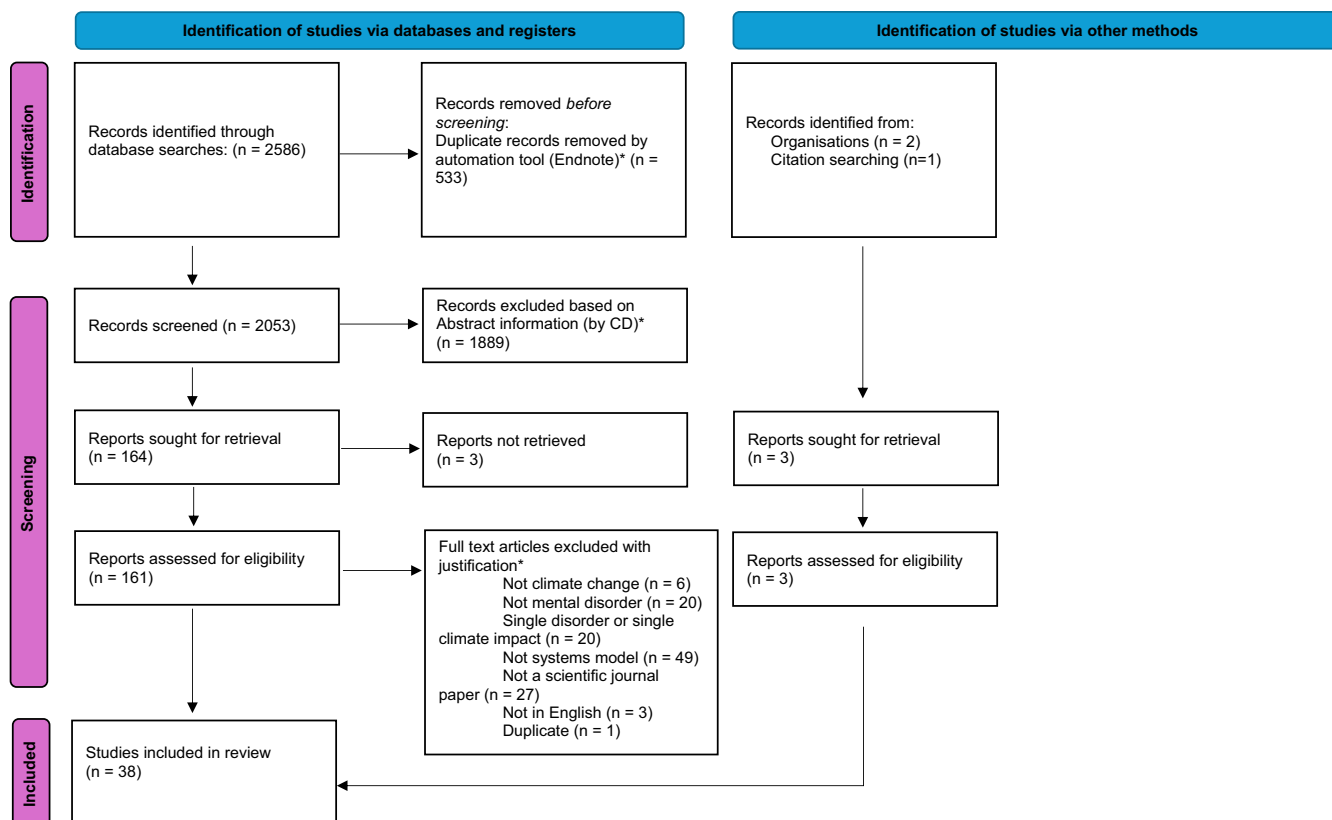 Identification of studies via databases and registers
Identification of studies via other methods
Identification
Records identified through
database searches: (n = 2586)
Records removed before
screening:
Duplicate records removed by
automation tool (Endnote)* (n =
533)
Records identified from:
Organisations (n = 2)
Citation searching (n=1)
Screening
Records screened (n = 2053)
Records excluded based on
Abstract information (by CD)*
(n = 1889)
Reports sought for retrieval
(n = 164)
Reports not retrieved
(n = 3)
Reports sought for retrieval
(n = 3)
Reports assessed for eligibility
(n = 161)
Full text articles excluded with
justification*
Not climate change (n = 6)
Not mental disorder (n = 20)
Single disorder or single
climate impact (n = 20)
Not systems model (n = 49)
Not a scientific journal
paper (n = 27)
Not in English (n = 3)
Duplicate (n = 1)
Reports assessed for eligibility
(n = 3)
Included
Studies included in review
(n = 38)